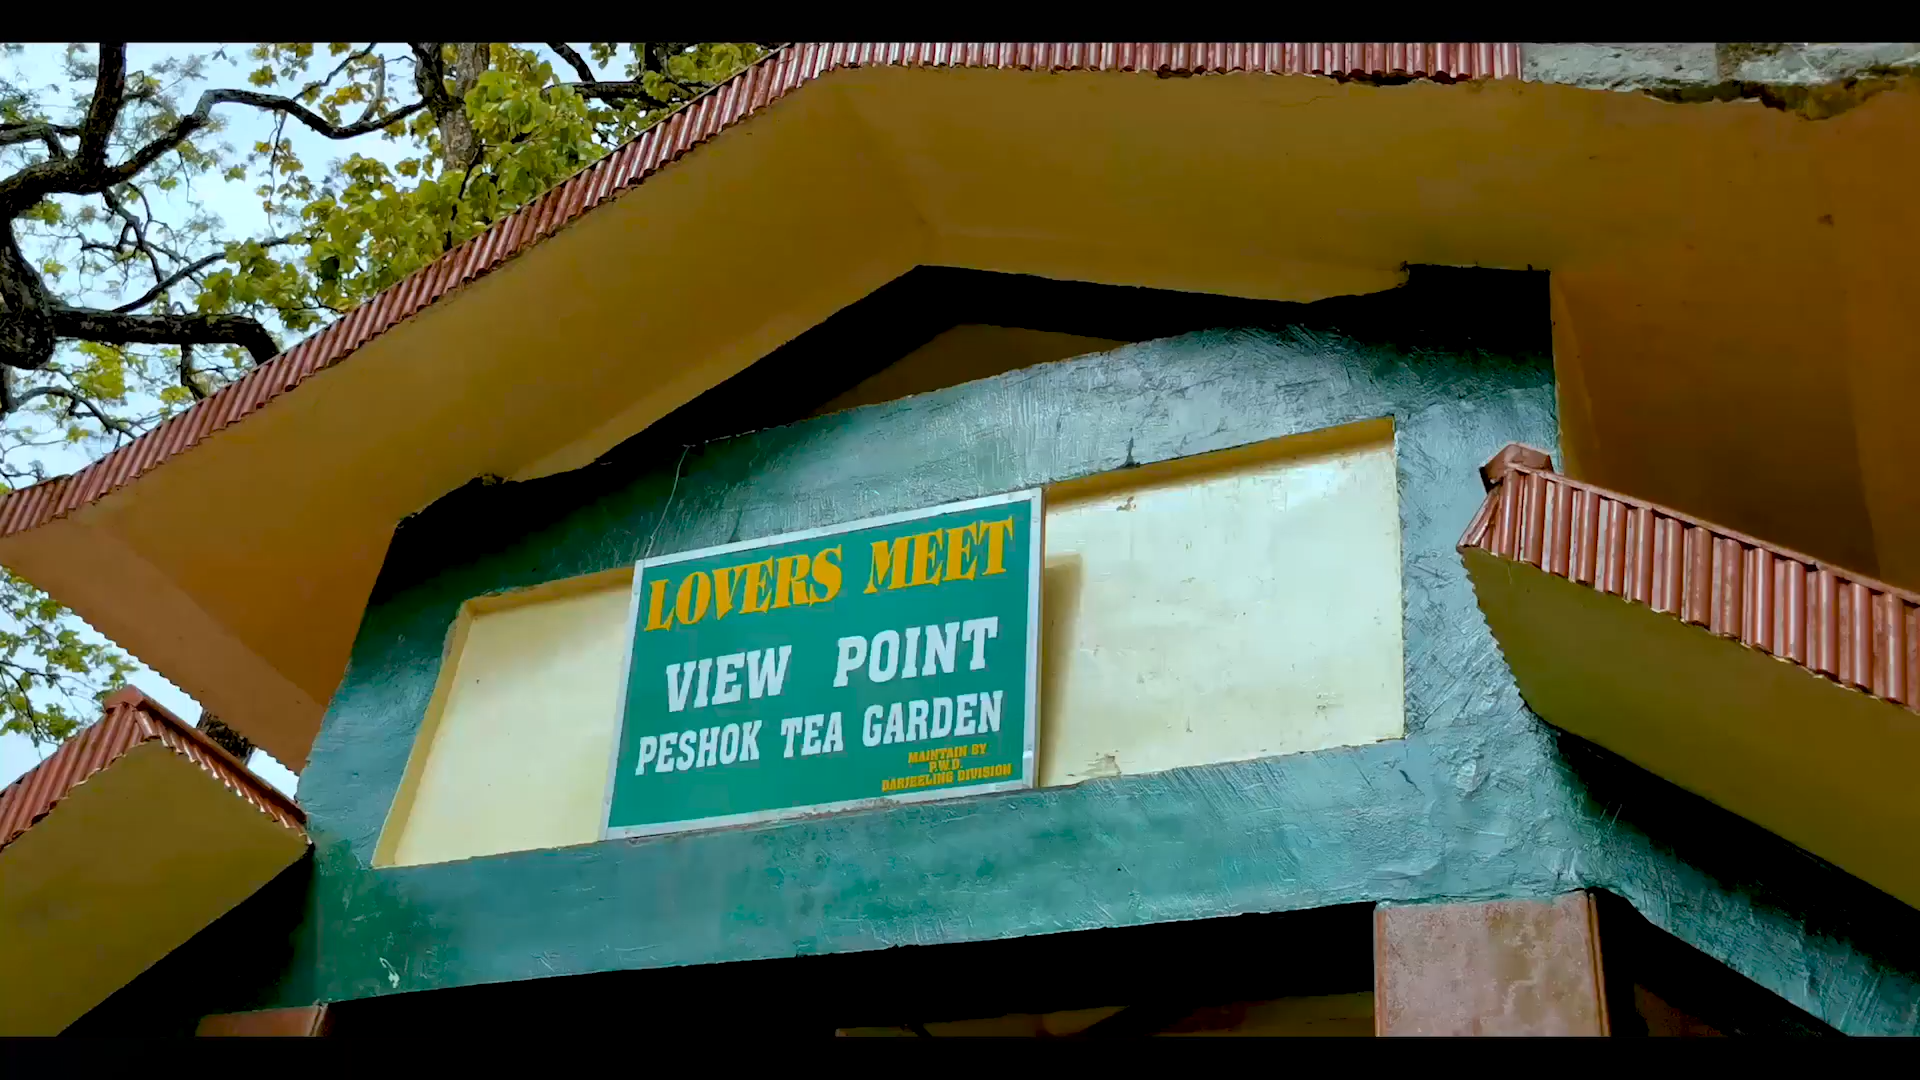 LOVERS MEET
VIEW POINT
PESHOK TEA GARDEN
MAINTAIN BY
P.W.D.
DARJEELING DIVISION